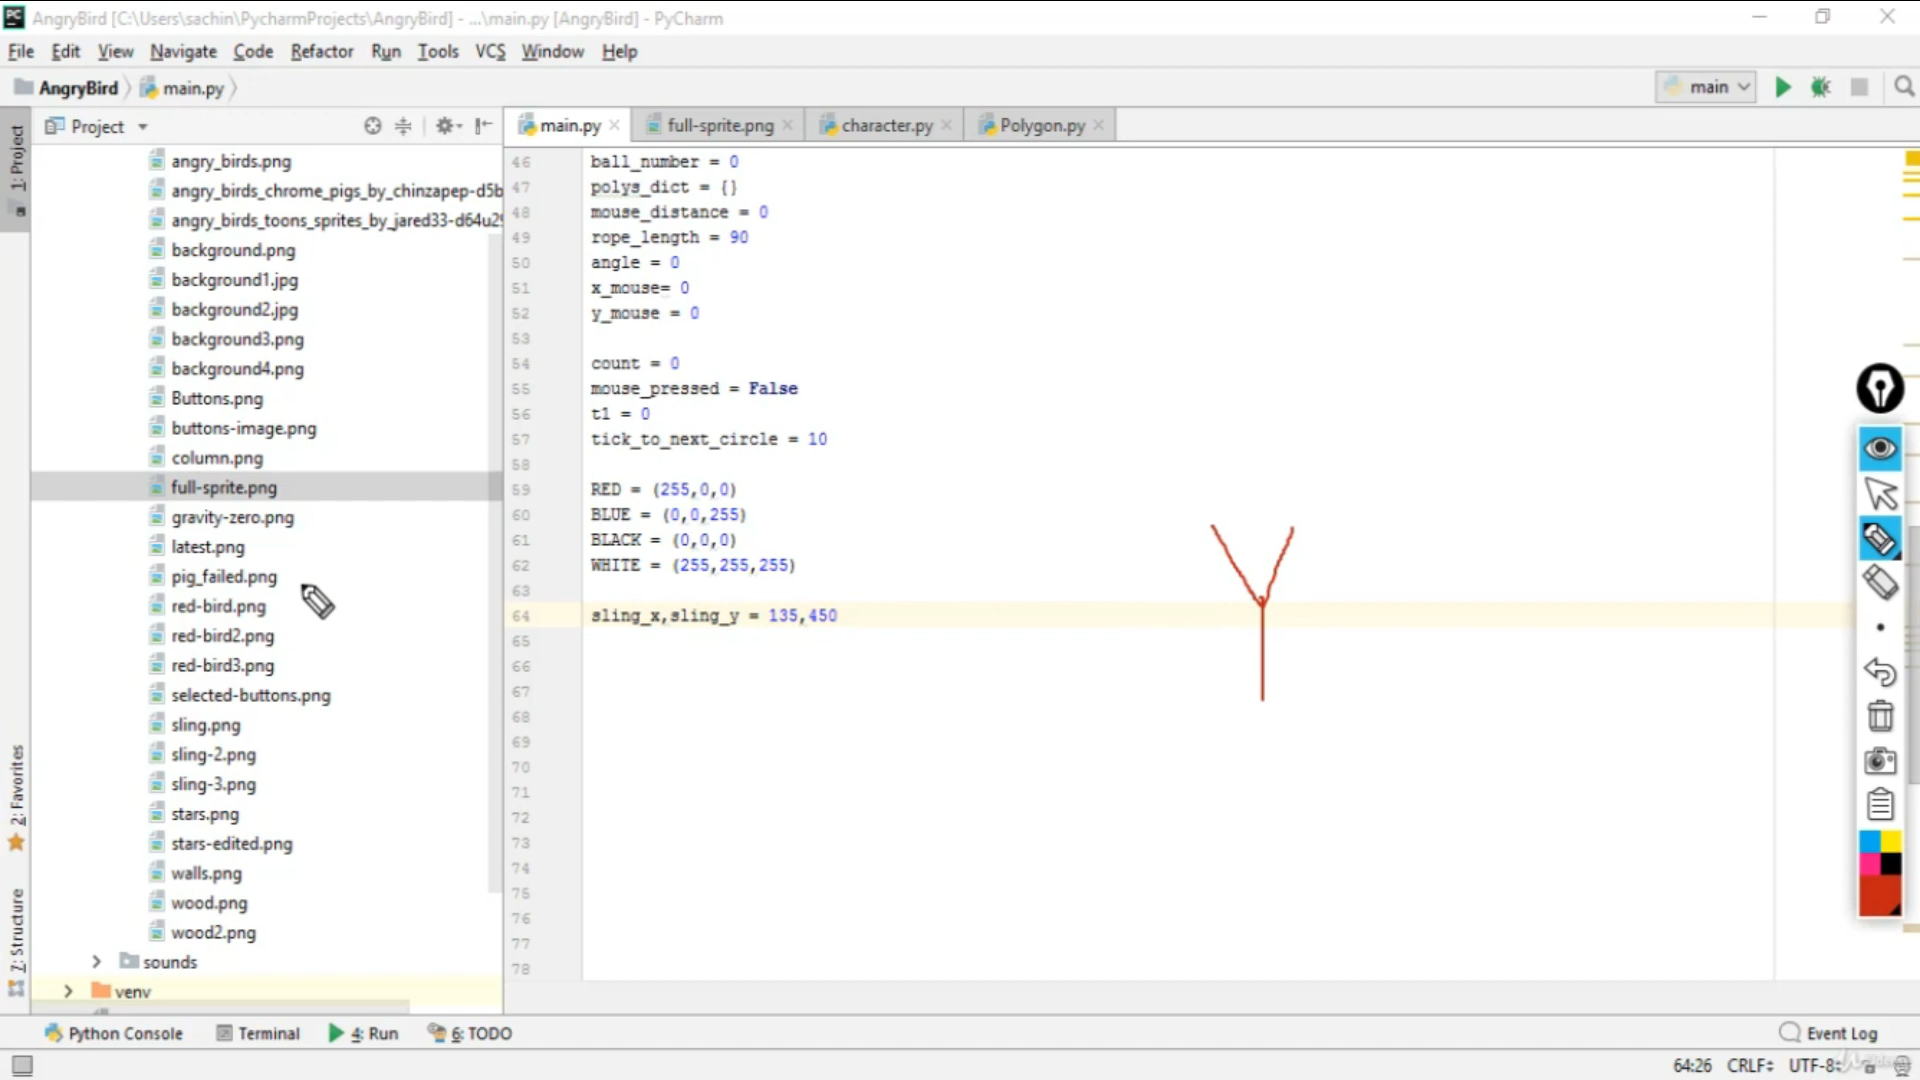 AngryBird [C:\Users\sachin\PycharmProjects\AngryBird] - ...\main.py [AngryBird] - PyCharm
File Edit View Navigate Code Refactor Run Tools VCS Window Help
AngryBird main.py main
1: Project
Project
main.py full-sprite.png character.py Polygon.py
angry_birds.png
angry_birds_chrome_pigs_by_chinzapep-d5b
angry_birds_toons_sprites_by_jared33-d64u2
background.png
background1.jpg
background2.jpg
background3.png
background4.png
Buttons.png
buttons-image.png
column.png
full-sprite.png
gravity-zero.png
latest.png
pig_failed.png
red-bird.png
red-bird2.png
red-bird3.png
selected-buttons.png
sling.png
sling-2.png
sling-3.png
stars.png
stars-edited.png
walls.png
wood.png
wood2.png
sounds
venv
2: Favorites
7: Structure
46 ball_number = 0
47 polys_dict = {}
48 mouse_distance = 0
49 rope_length = 90
50 angle = 0
51 x_mouse= 0
52 y_mouse = 0
53
54 count = 0
55 mouse_pressed = False
56 t1 = 0
57 tick_to_next_circle = 10
58
59 RED = (255,0,0)
60 BLUE = (0,0,255)
61 BLACK = (0,0,0)
62 WHITE = (255,255,255)
63
64 sling_x,sling_y = 135,450
65
66
67
68
69
70
71
72
73
74
75
76
77
78
Python Console Terminal 4: Run 6: TODO Event Log
64:26 CRLF UTF-8